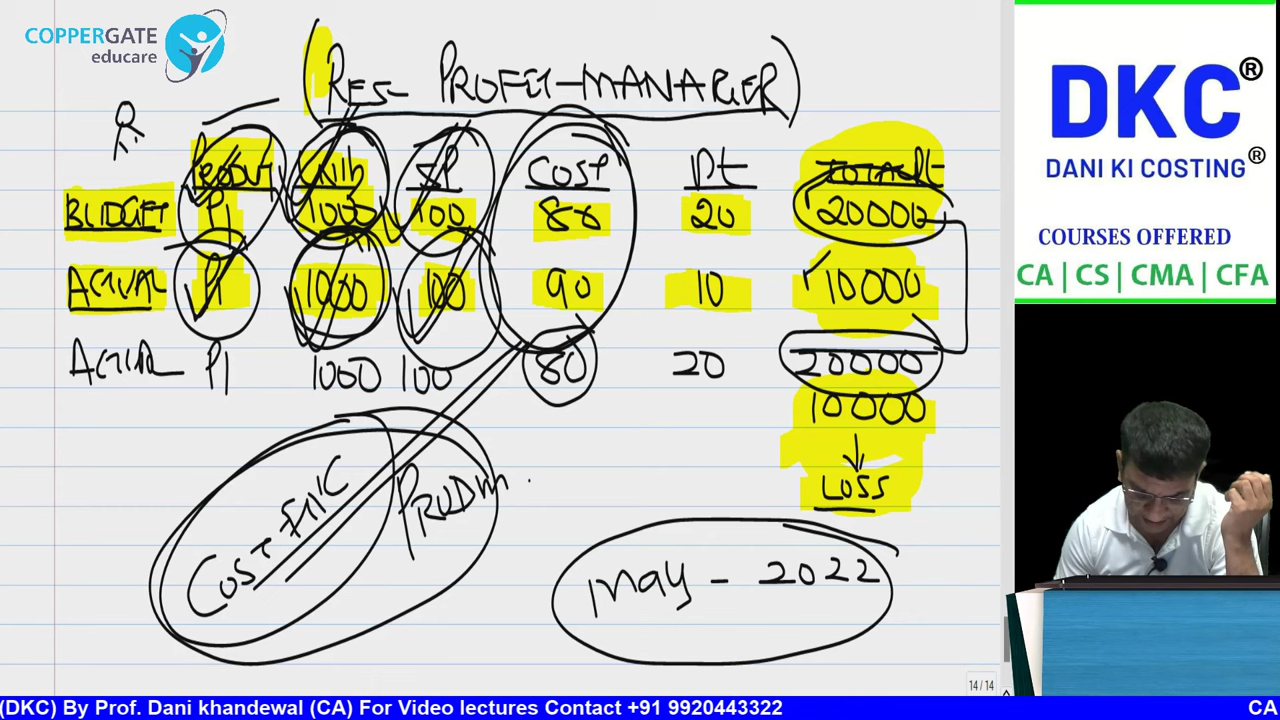 COPPERGATE
educare
(RES- PROFIT-MANAGER)
Product Unit SP COST Pt TOTAL Pt
BUDGET P1 1000 100 80 20 20000
ACTUAL P1 1000 100 90 10 10000
ACTUAL P1 1000 100 80 20 20000
10000
LOSS
COST EFFIC PRODN
May - 2022
14/14
DKC®
DANI KI COSTING®
COURSES OFFERED
CA | CS | CMA | CFA
(DKC) By Prof. Dani khandewal (CA) For Video lectures Contact +91 9920443322 CA